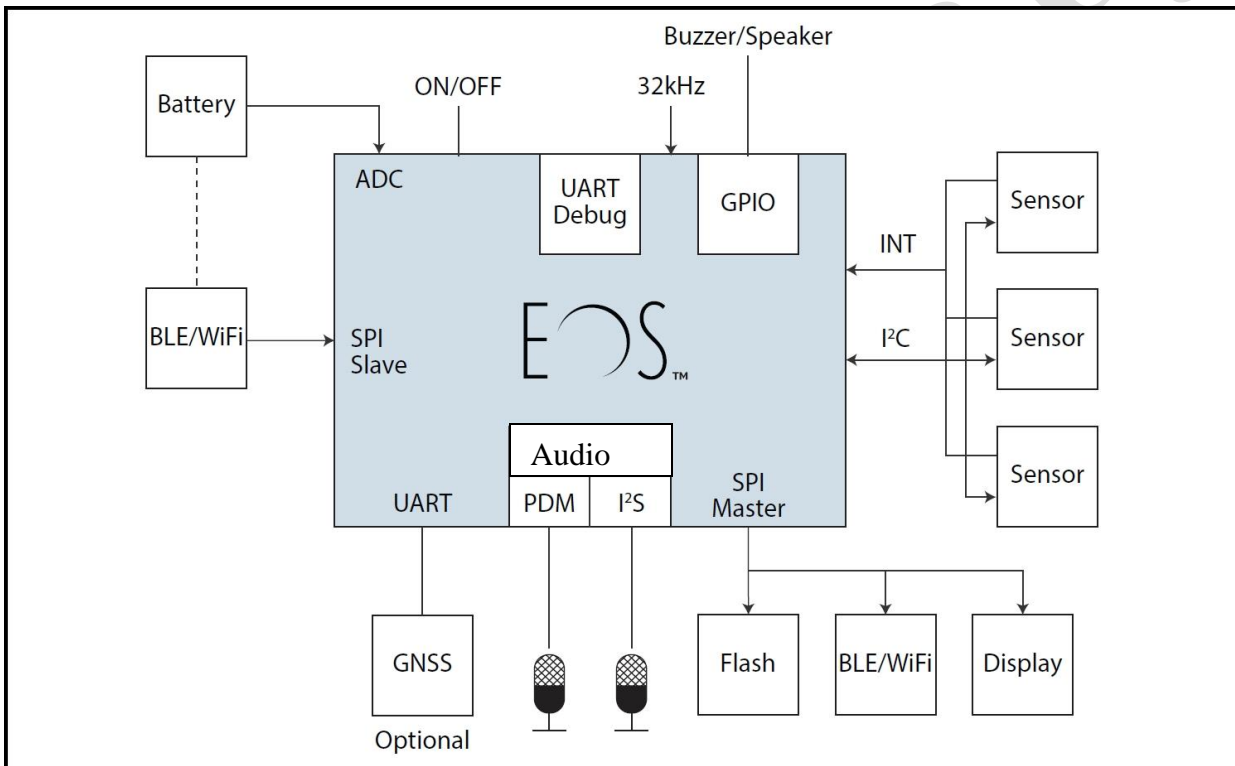 Buzzer/Speaker
ON/OFF
32kHz
Battery
ADC
UART
Debug
GPIO
Sensor
INT
BLE/WiFi
SPI
Slave
EOS™
I²C
Sensor
Audio
Sensor
UART
PDM
I²S
SPI
Master
GNSS
Flash
BLE/WiFi
Display
Optional